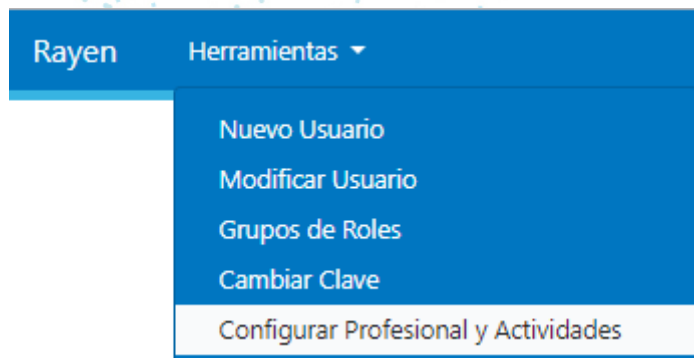 Rayen Herramientas
Nuevo Usuario
Modificar Usuario
Grupos de Roles
Cambiar Clave
Configurar Profesional y Actividades